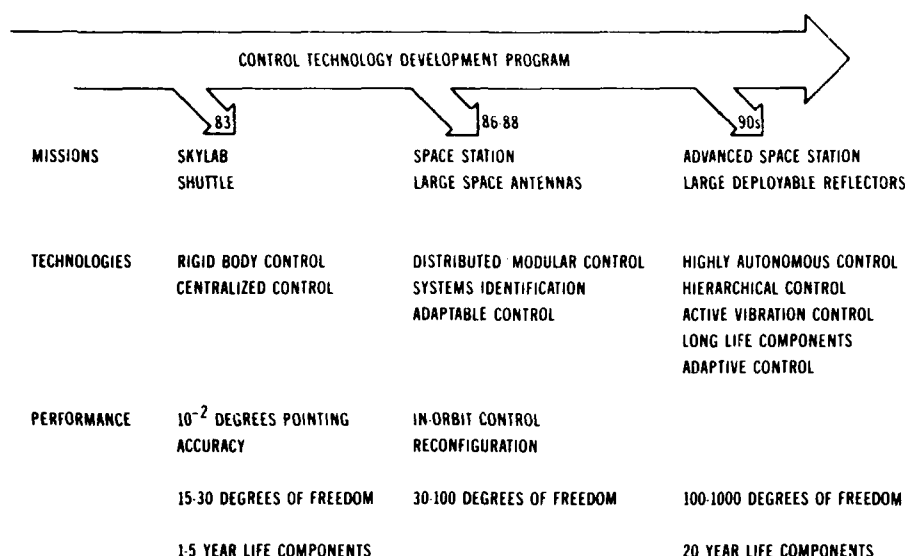 CONTROL TECHNOLOGY DEVELOPMENT PROGRAM
83 86-88 90s
MISSIONS SKYLAB SPACE STATION ADVANCED SPACE STATION
SHUTTLE LARGE SPACE ANTENNAS LARGE DEPLOYABLE REFLECTORS
TECHNOLOGIES RIGID BODY CONTROL DISTRIBUTED MODULAR CONTROL HIGHLY AUTONOMOUS CONTROL
CENTRALIZED CONTROL SYSTEMS IDENTIFICATION HIERARCHICAL CONTROL
ADAPTABLE CONTROL ACTIVE VIBRATION CONTROL
LONG LIFE COMPONENTS
ADAPTIVE CONTROL
PERFORMANCE 10⁻² DEGREES POINTING IN-ORBIT CONTROL
ACCURACY RECONFIGURATION
15-30 DEGREES OF FREEDOM 30-100 DEGREES OF FREEDOM 100-1000 DEGREES OF FREEDOM
1-5 YEAR LIFE COMPONENTS 20 YEAR LIFE COMPONENTS